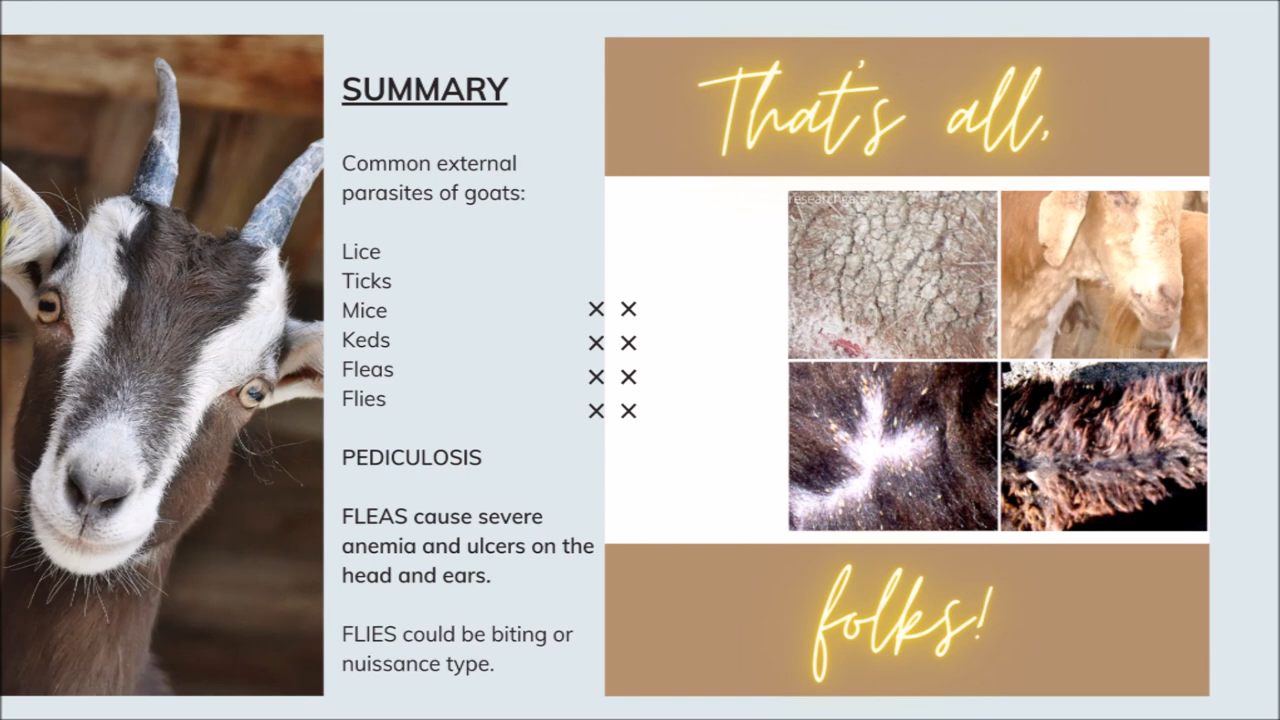 SUMMARY
Common external
parasites of goats:
Lice
Ticks
Mice
Keds
Fleas
Flies
PEDICULOSIS
FLEAS cause severe
anemia and ulcers on the
head and ears.
FLIES could be biting or
nuissance type.
That's all,
researchgate
folks!